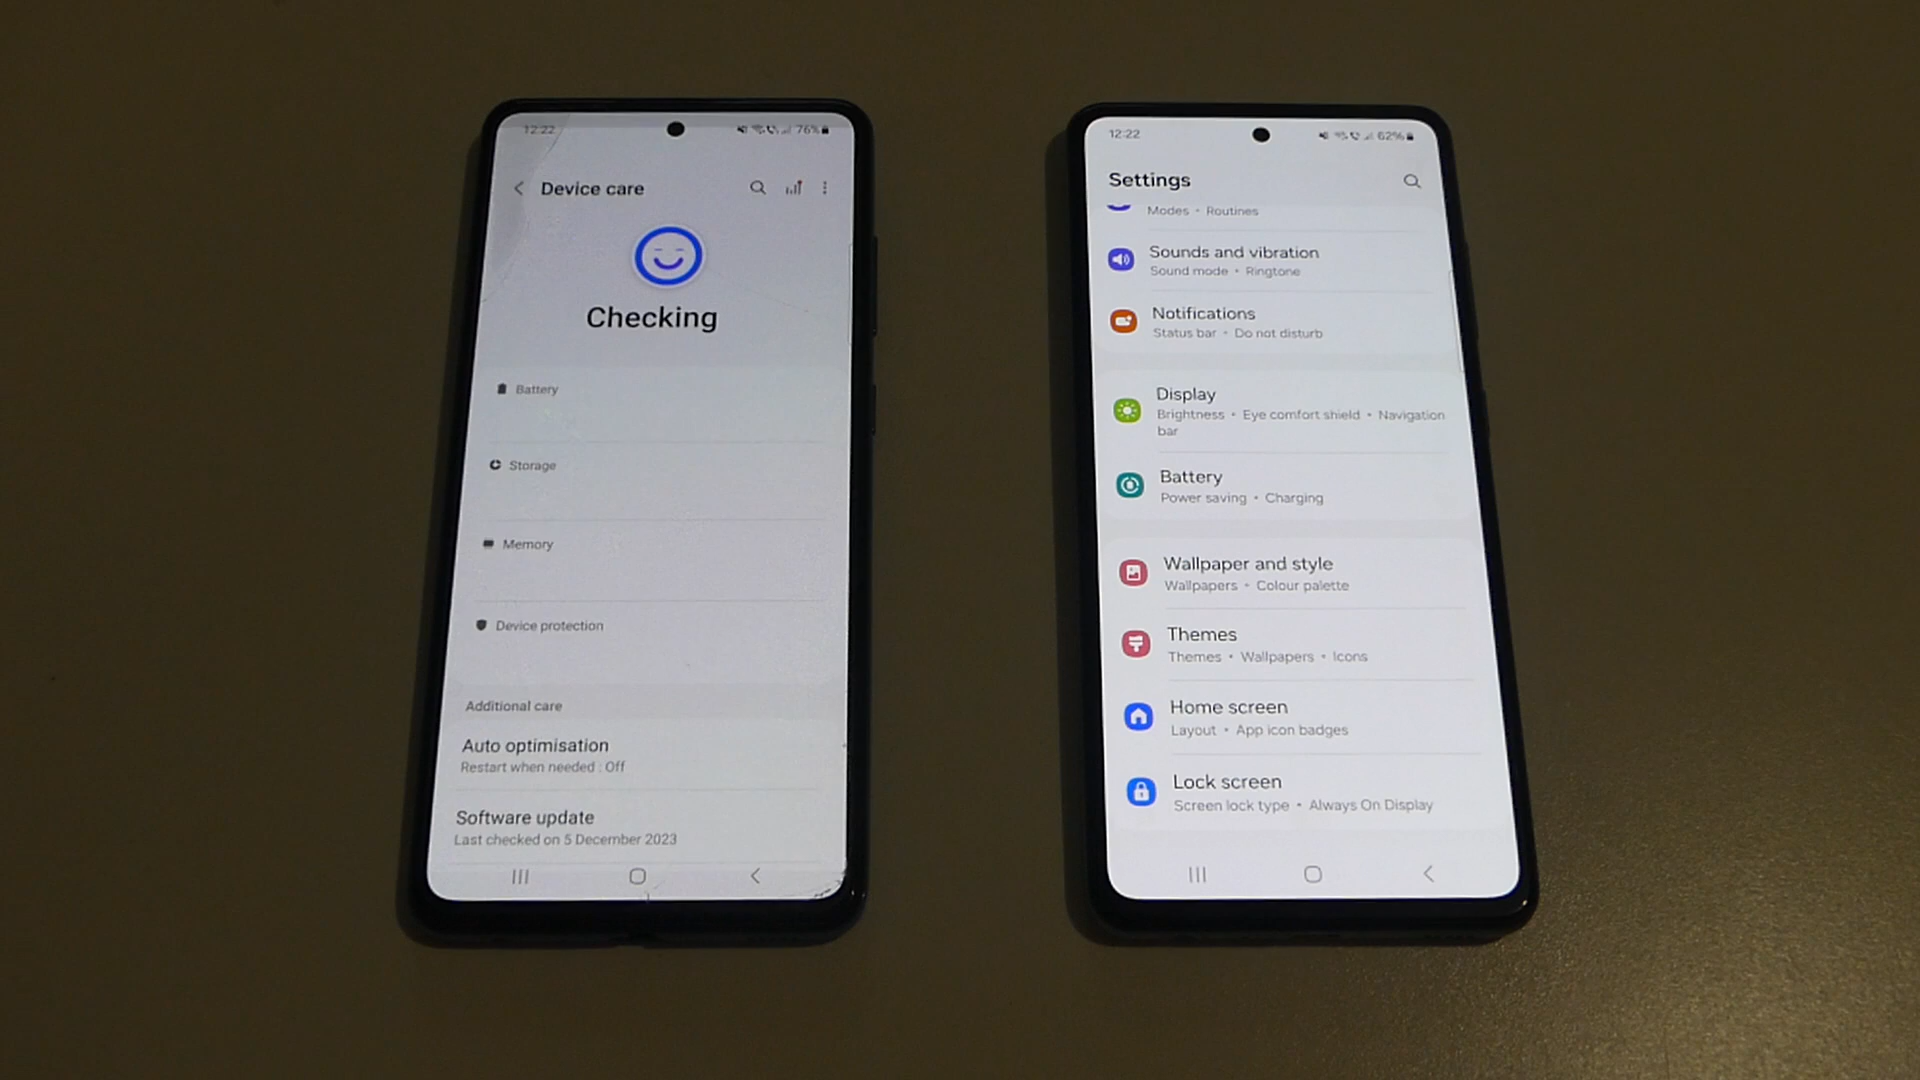 12:22
76%
Device care
Checking
Battery
Storage
Memory
Device protection
Additional care
Auto optimisation
Restart when needed : Off
Software update
Last checked on 5 December 2023
12:22
62%
Settings
Modes • Routines
Sounds and vibration
Sound mode • Ringtone
Notifications
Status bar • Do not disturb
Display
Brightness • Eye comfort shield • Navigation
bar
Battery
Power saving • Charging
Wallpaper and style
Wallpapers • Colour palette
Themes
Themes • Wallpapers • Icons
Home screen
Layout • App icon badges
Lock screen
Screen lock type • Always On Display